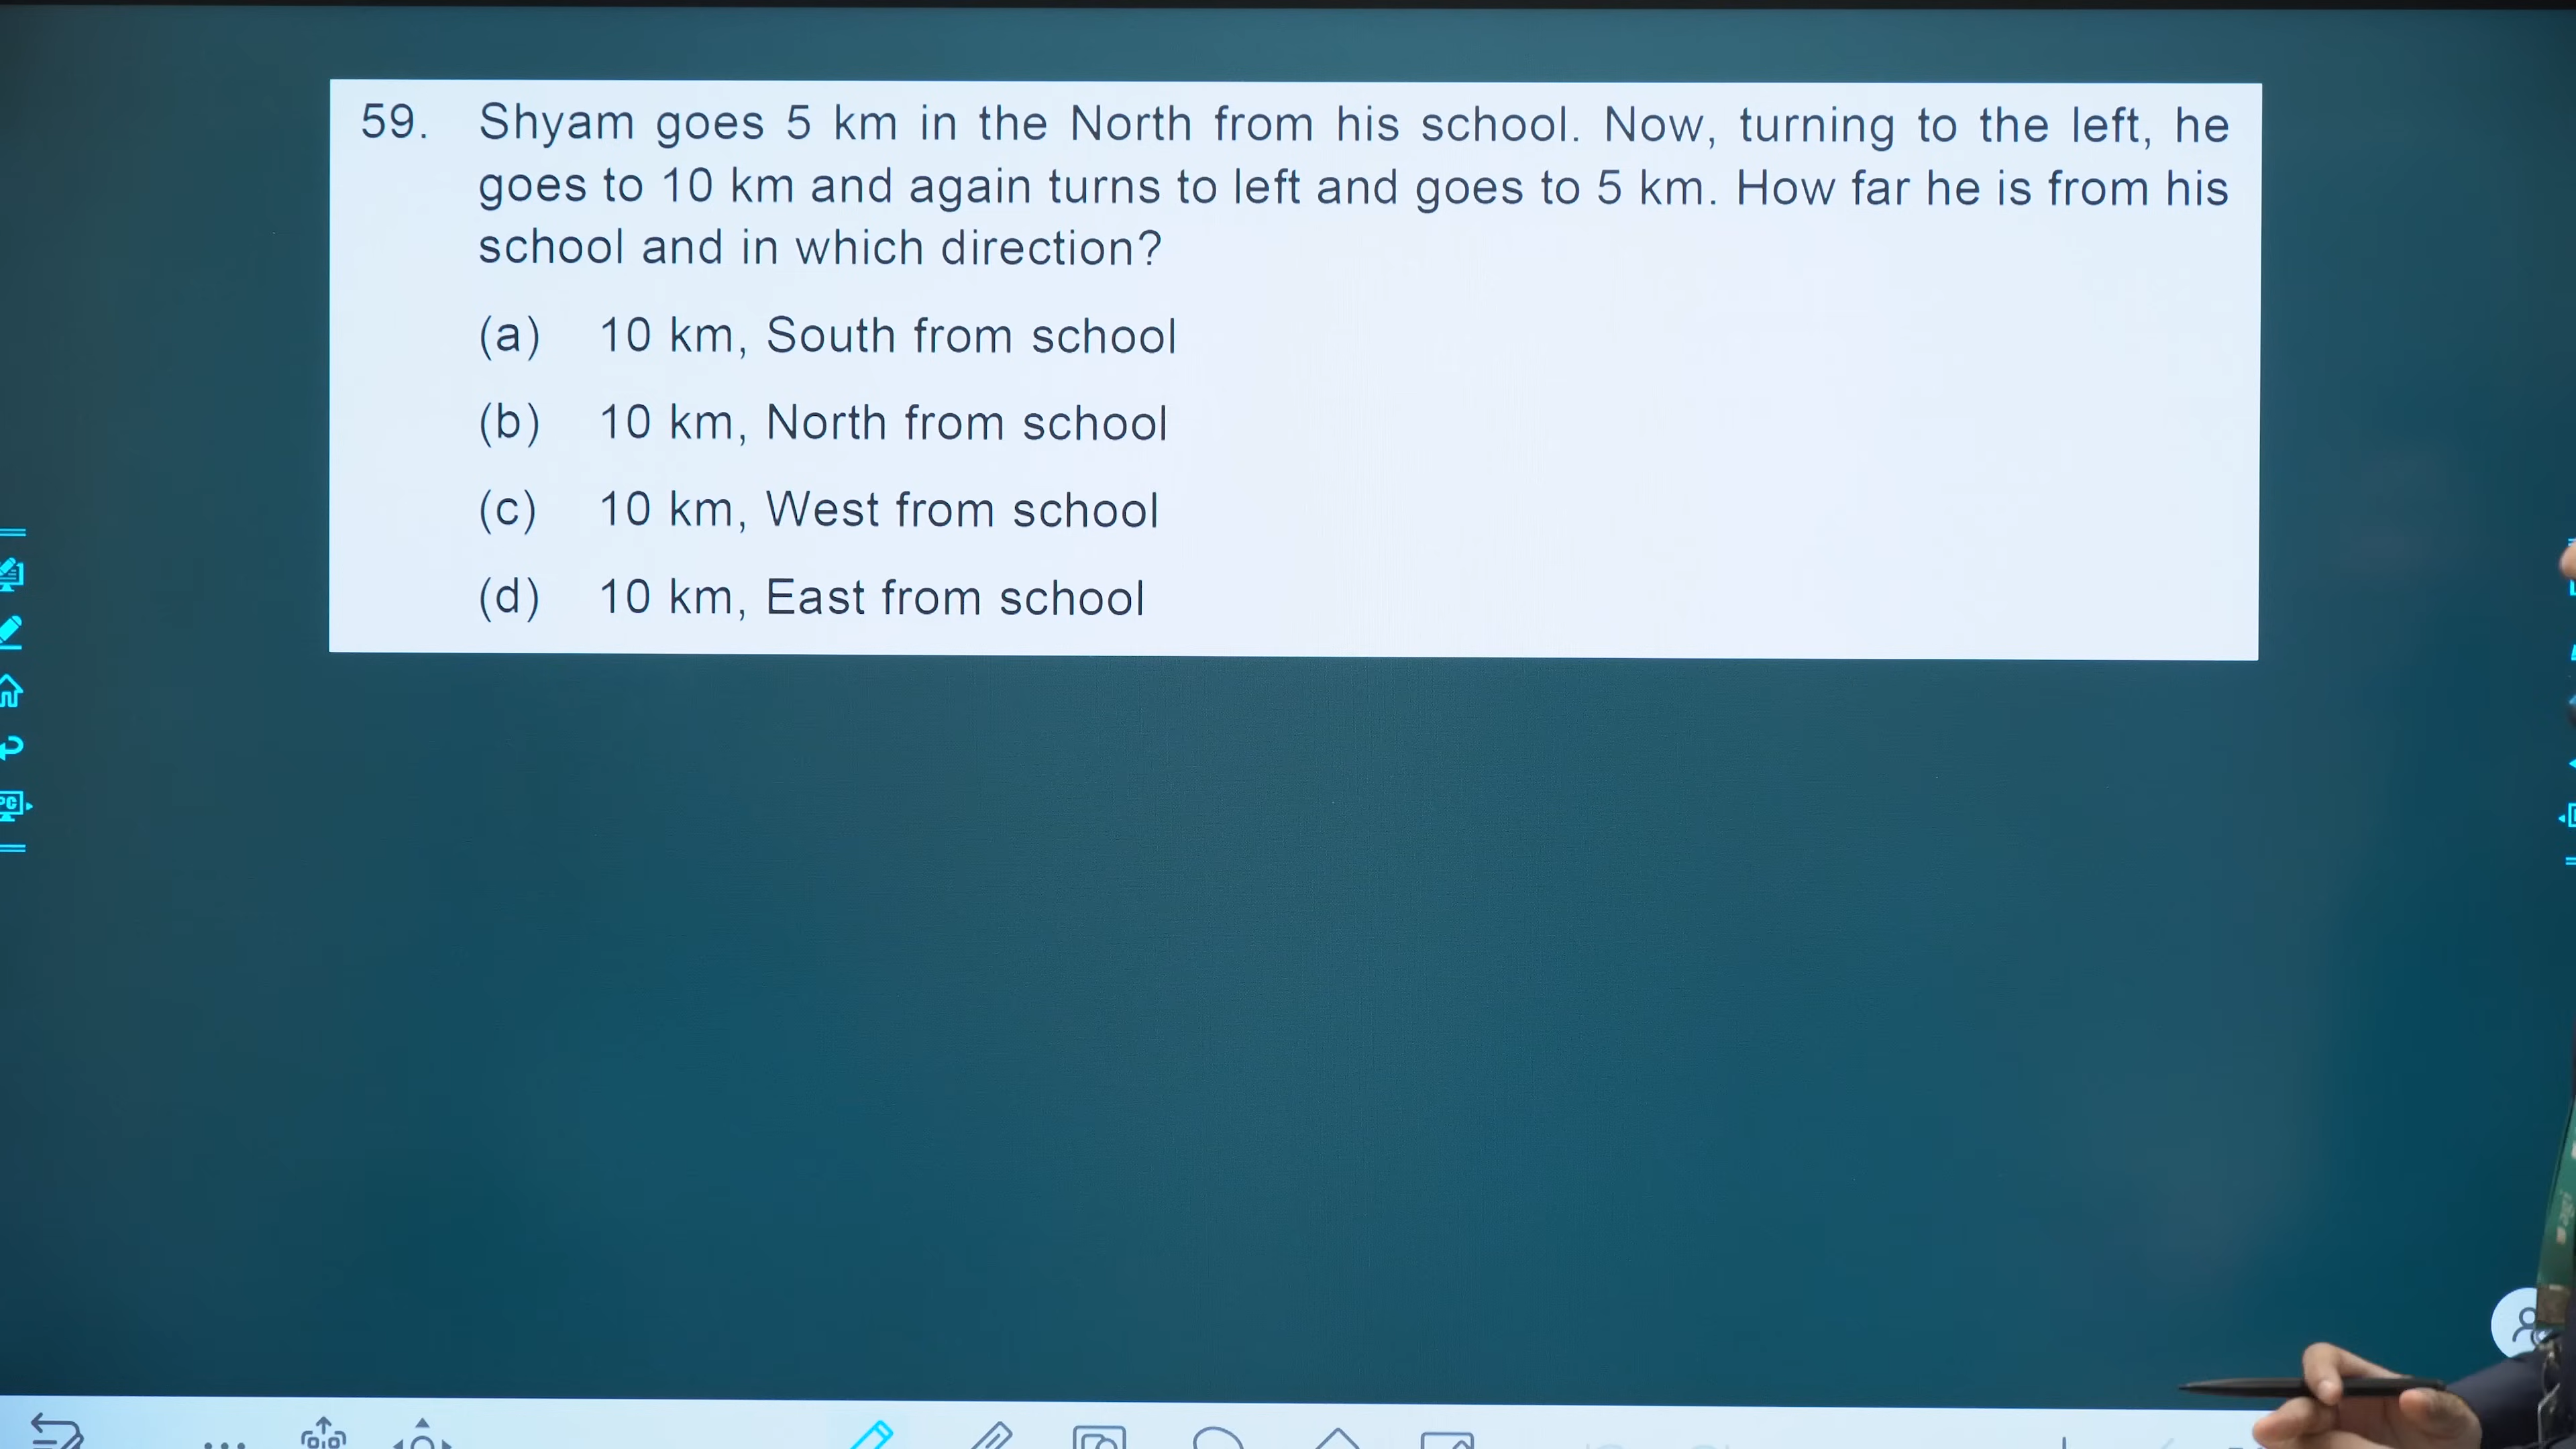 59. Shyam goes 5 km in the North from his school. Now, turning to the left, he
goes to 10 km and again turns to left and goes to 5 km. How far he is from his
school and in which direction?
(a) 10 km, South from school
(b) 10 km, North from school
(c) 10 km, West from school
(d) 10 km, East from school
PC